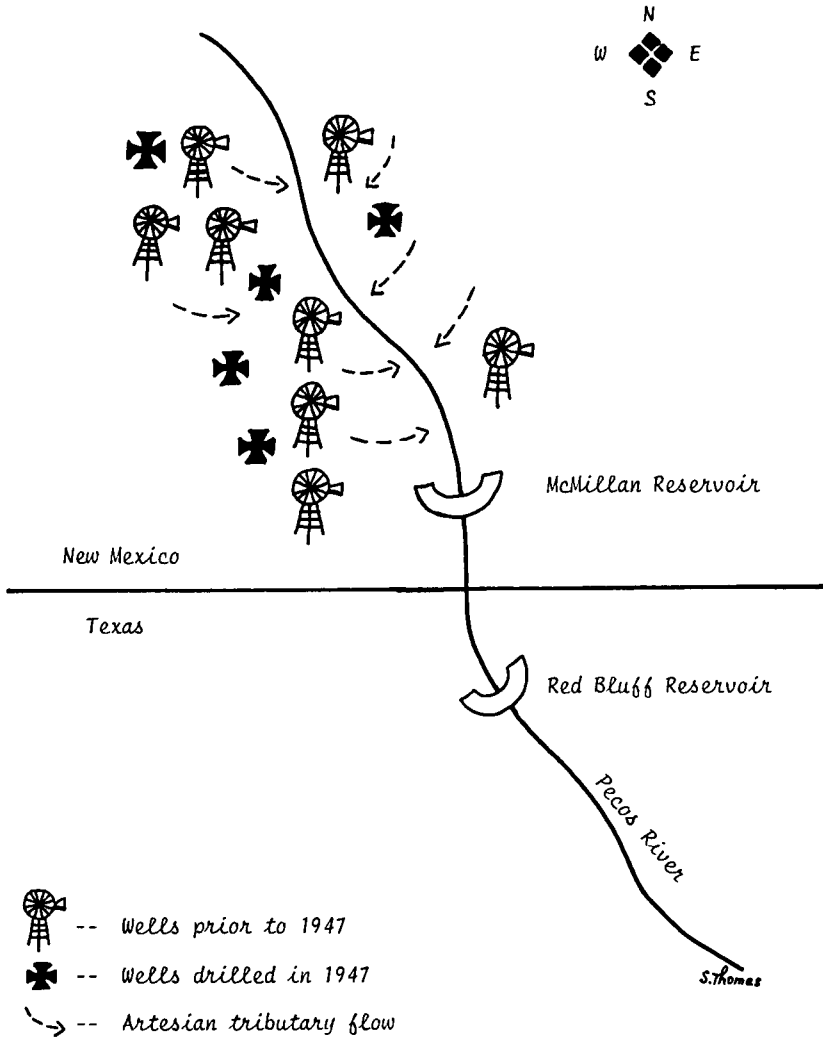 N
W E
S
McMillan Reservoir
New Mexico
Texas
Red Bluff Reservoir
Pecos River
-- Wells prior to 1947
-- Wells drilled in 1947
S.Thomas
-- Artesian tributary flow